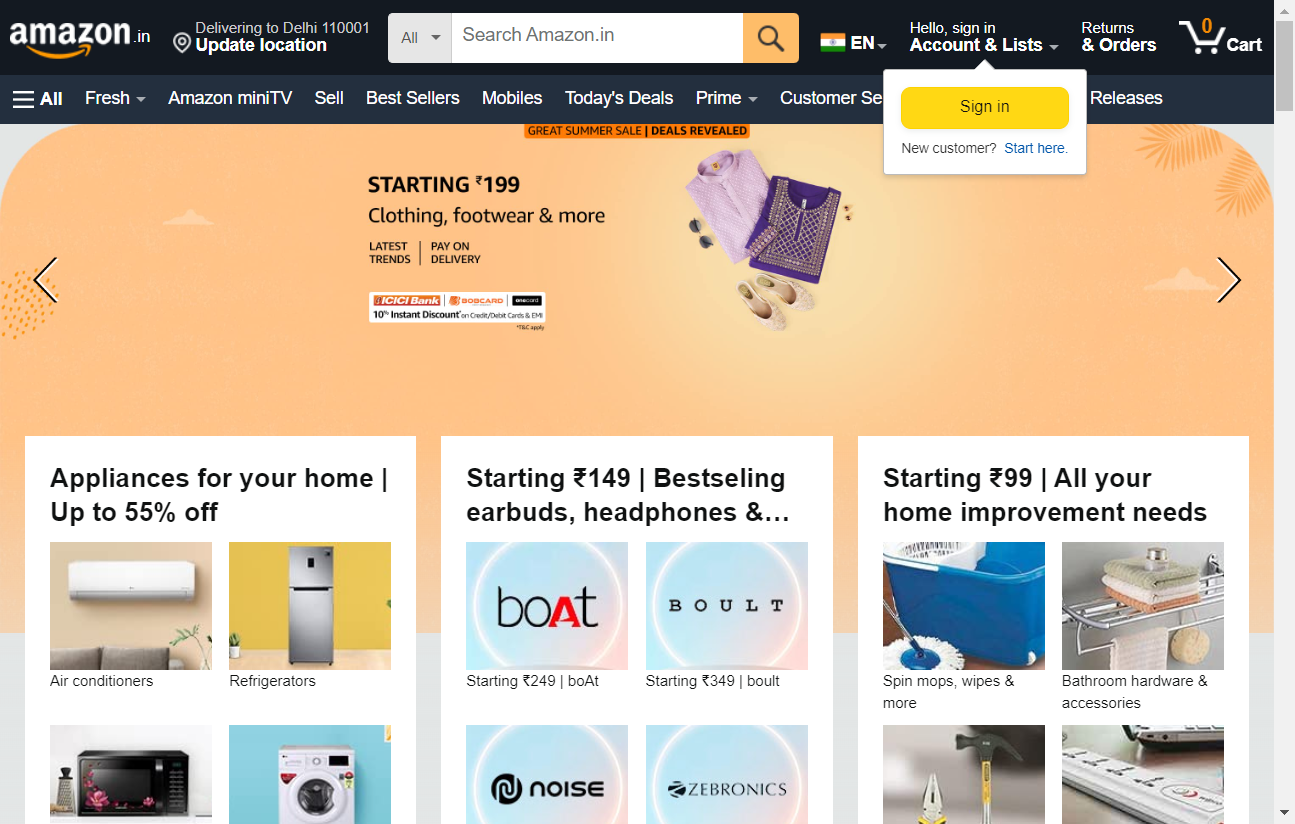 amazon.in
Delivering to Delhi 110001
Update location
All
Search Amazon.in
EN
Hello, sign in
Account & Lists
Returns
& Orders
0
Cart
All
Fresh
Amazon miniTV
Sell
Best Sellers
Mobiles
Today's Deals
Prime
Customer Se
Releases
Sign in
New customer? Start here.
GREAT SUMMER SALE | DEALS REVEALED
STARTING ₹199
Clothing, footwear & more
LATEST TRENDS | PAY ON DELIVERY
ICICI Bank | BOBCARD | onecard
10% Instant Discount* on Credit/Debit Cards & EMI
*T&C apply
Appliances for your home |
Up to 55% off
Air conditioners
Refrigerators
Starting ₹149 | Bestseling
earbuds, headphones &...
boAt
BOULT
Starting ₹249 | boAt
Starting ₹349 | boult
NOISE
ZEBRONICS
Starting ₹99 | All your
home improvement needs
Spin mops, wipes &
more
Bathroom hardware &
accessories